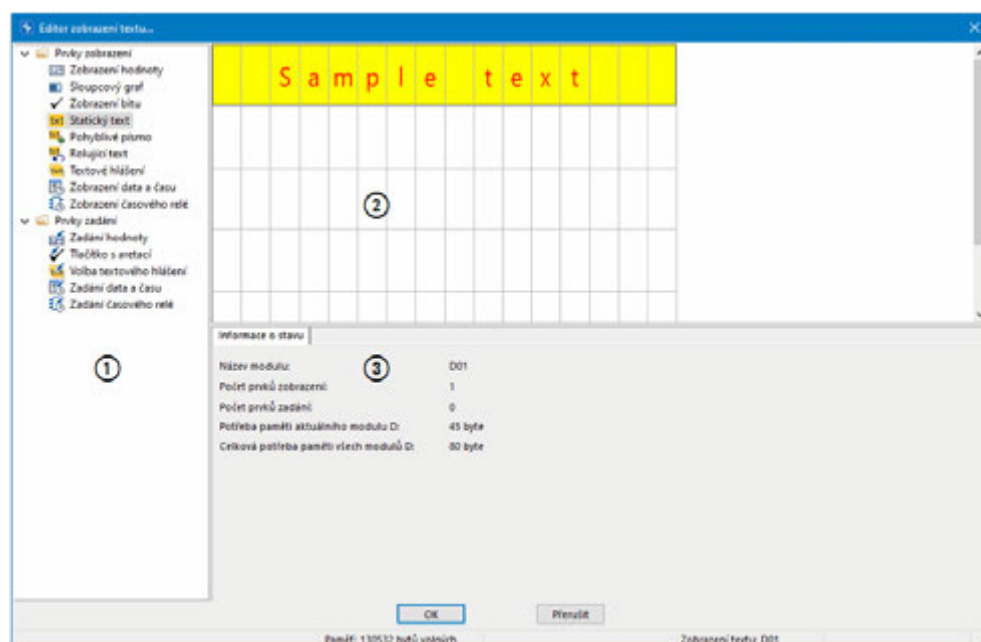 Editor zobrazení textu...
Prvky zobrazení
Zobrazení hodnoty
Sloupcový graf
Zobrazení bitu
txt Statický text
Pohyblivé písmo
Rolující text
Textové hlášení
Zobrazení data a času
Zobrazení časového relé
Prvky zadání
Zadání hodnoty
Tlačítko s aretací
Volba textového hlášení
Zadání data a času
Zadání časového relé
①
Sample text
②
Informace o stavu
③
Název modulu: D01
Počet prvků zobrazení: 1
Počet prvků zadání: 0
Potřeba paměti aktuálního modulu D: 45 byte
Celková potřeba paměti všech modulů D: 80 byte
OK
Přerušit
Paměť: 130532 bytů volných
Zobrazení textu: D01